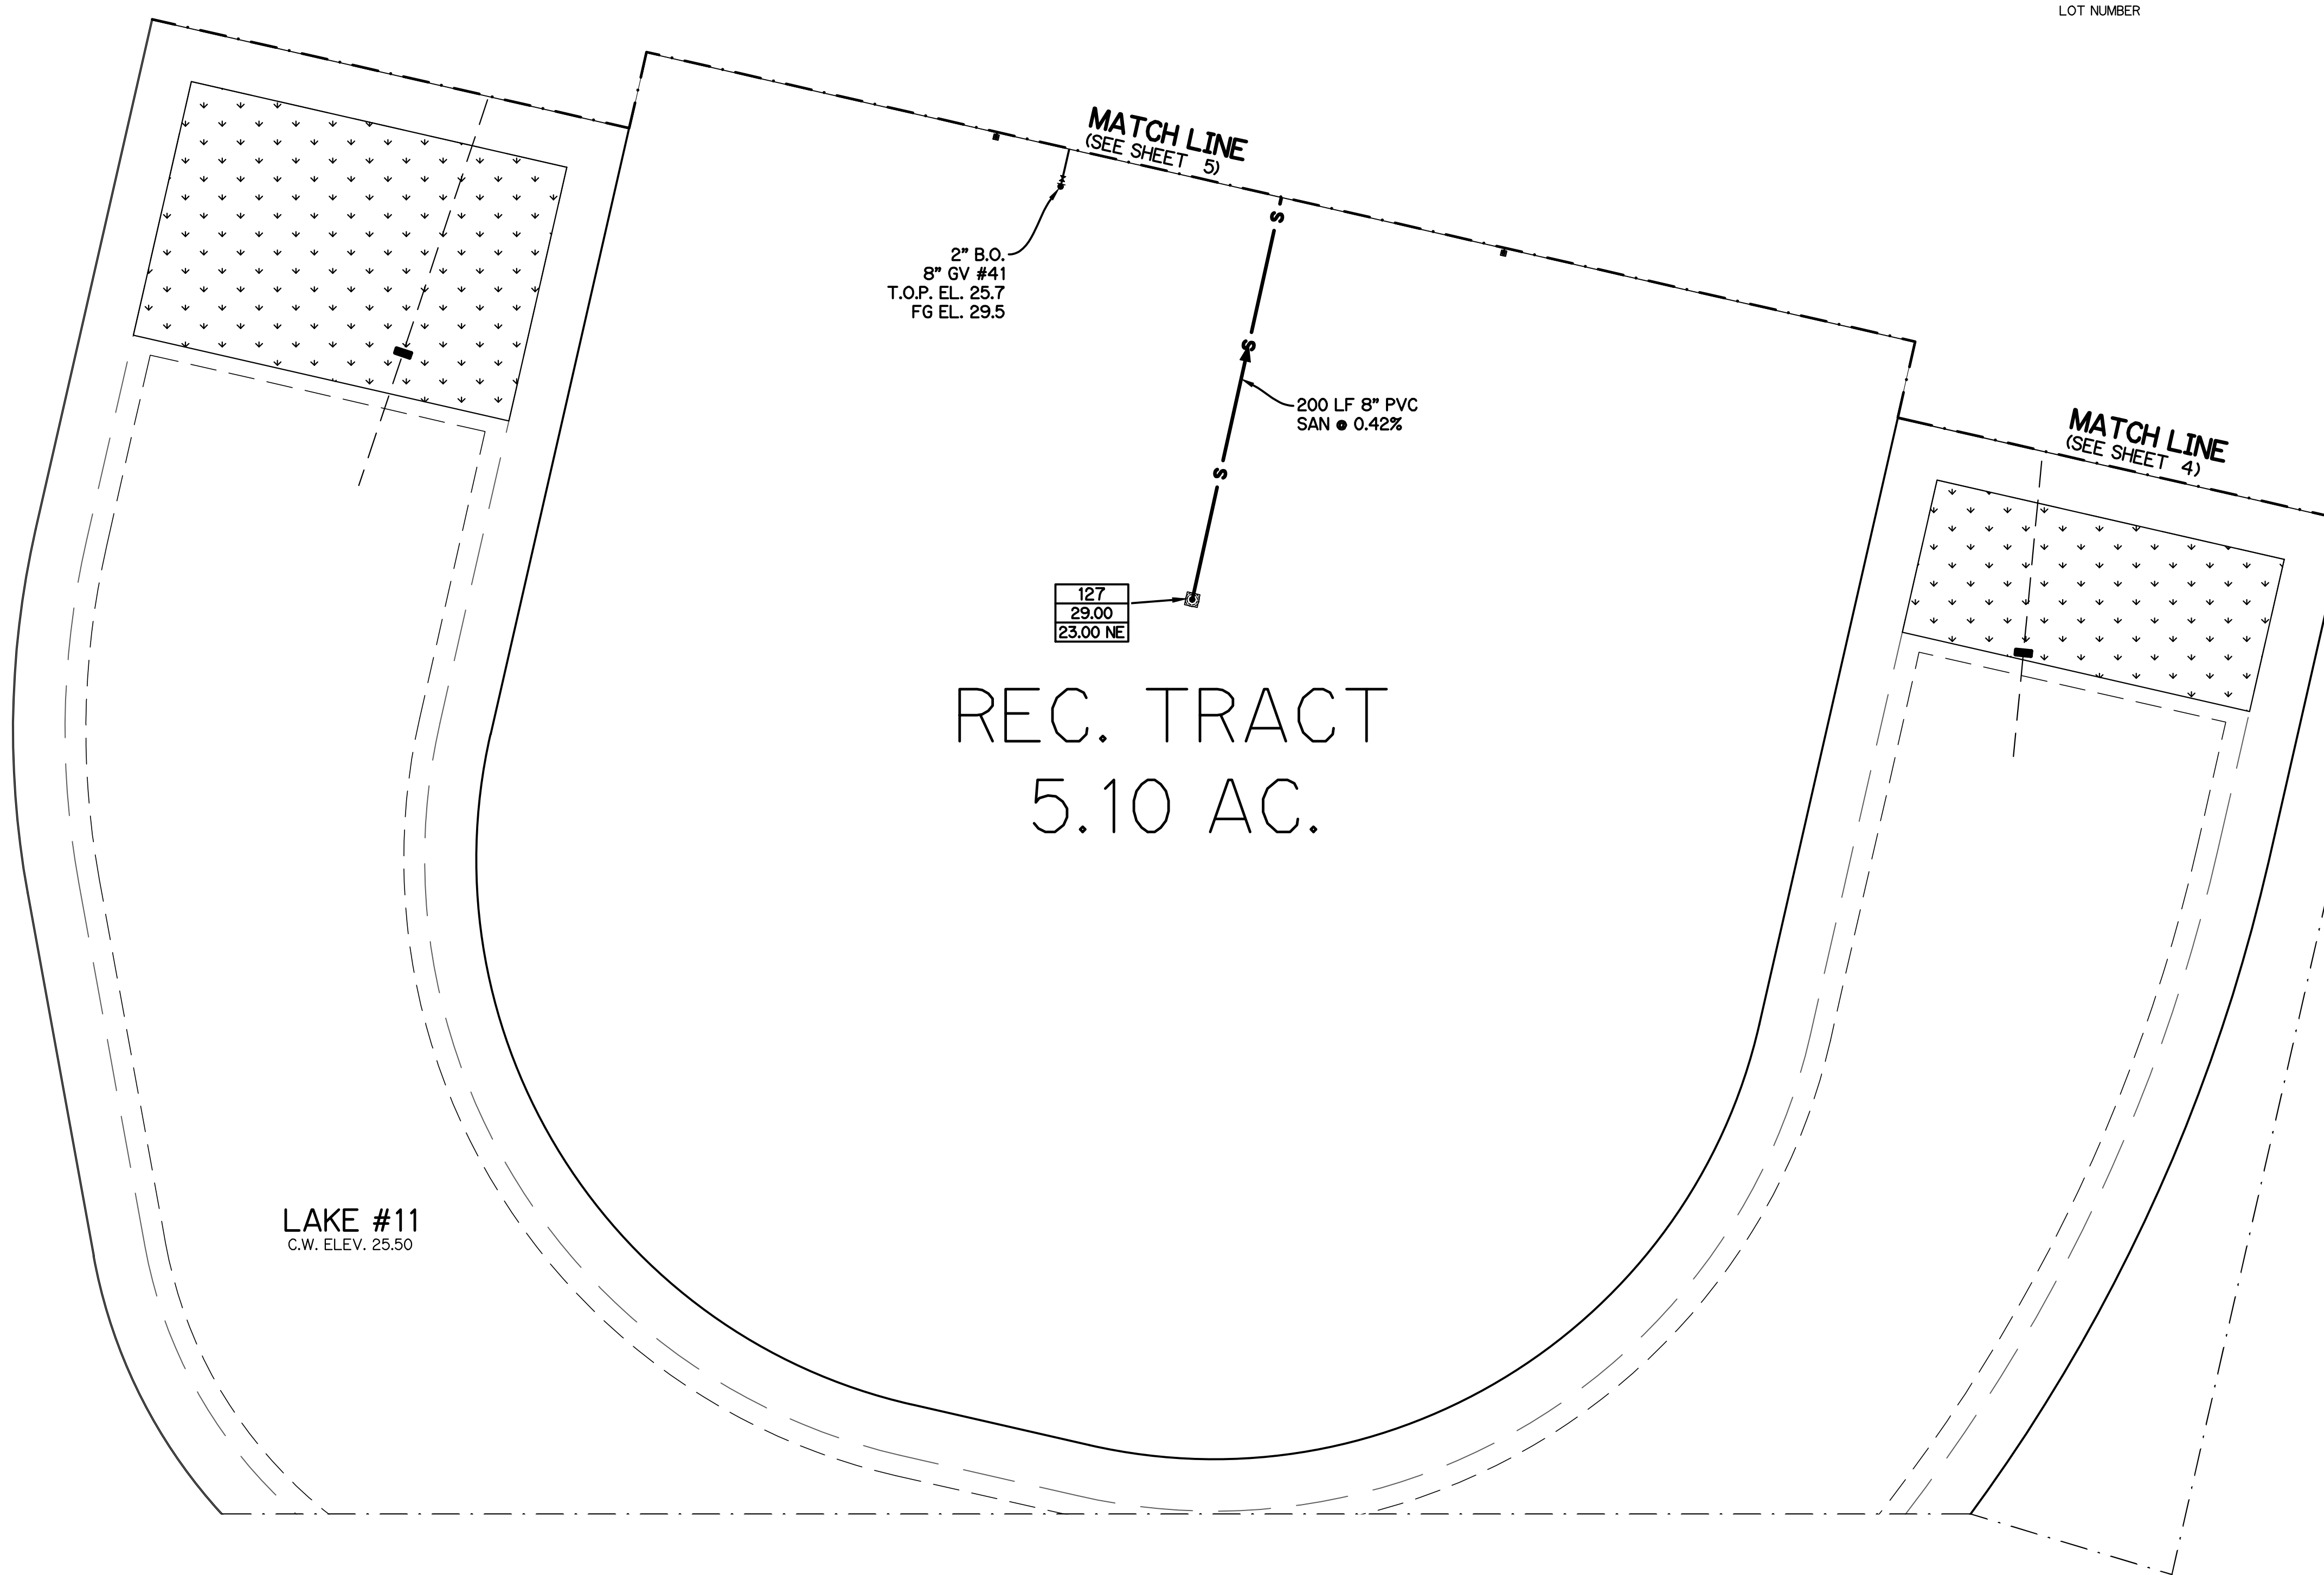 LOT NUMBER
MATCH LINE
(SEE SHEET 5)
2" B.O.
8" GV #41
T.O.P. EL. 25.7
FG EL. 29.5
S
S
200 LF 8" PVC
SAN @ 0.42%
MATCH LINE
(SEE SHEET 4)
S
127
29.00
23.00 NE
REC. TRACT
5.10 AC.
LAKE #11
C.W. ELEV. 25.50